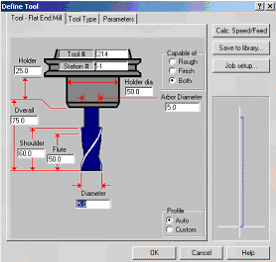 Define Tool
Tool - Flat End Mill
Tool Type
Parameters
Tool #
214
Station #
-1
Holder
25.0
Holder dia.
50.0
Overall
75.0
Arbor Diameter
5.0
Shoulder
60.0
Flute
50.0
Diameter
5.0
Capable of
Rough
Finish
Both
Profile
Auto
Custom
Calc. Speed/Feed
Save to library...
Job setup...
OK
Cancel
Help